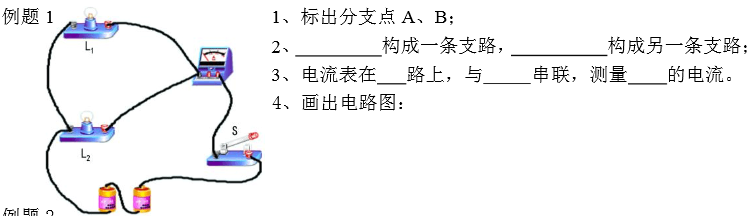 例题 1
1、标出分支点 A、B；
2、__________构成一条支路，___________构成另一条支路；
3、电流表在___路上，与_____串联，测量____的电流。
4、画出电路图：
L1
A
S
L2